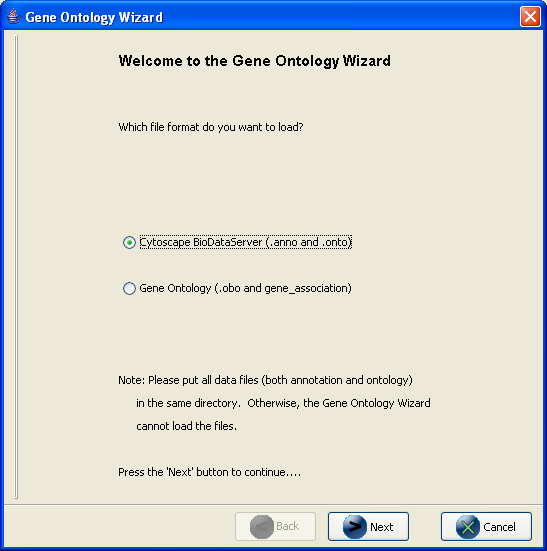 Gene Ontology Wizard
Welcome to the Gene Ontology Wizard
Which file format do you want to load?
Cytoscape BioDataServer (.anno and .onto)
Gene Ontology (.obo and gene_association)
Note: Please put all data files (both annotation and ontology)
in the same directory.  Otherwise, the Gene Ontology Wizard
cannot load the files.
Press the 'Next' button to continue....
Back
Next
Cancel